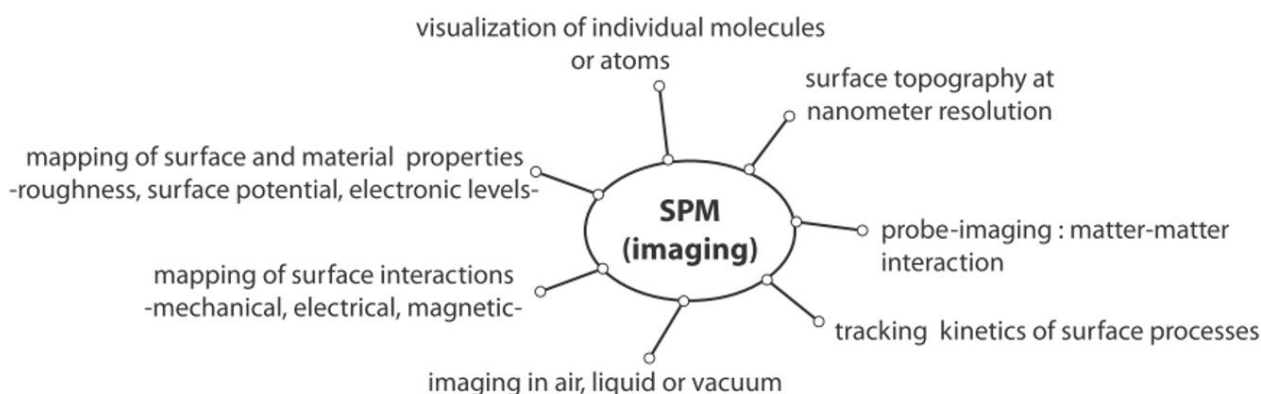 visualization of individual molecules
or atoms
surface topography at
nanometer resolution
mapping of surface and material properties
-roughness, surface potential, electronic levels-
SPM
(imaging)
probe-imaging : matter-matter
interaction
mapping of surface interactions
-mechanical, electrical, magnetic-
tracking kinetics of surface processes
imaging in air, liquid or vacuum